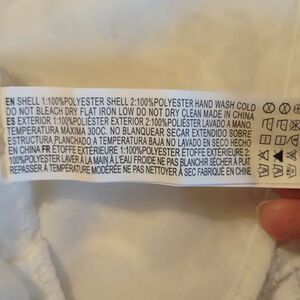 EN SHELL 1:100%POLYESTER SHELL 2:100%POLYESTER HAND WASH COLD
DO NOT BLEACH DRY FLAT IRON LOW DO NOT DRY CLEAN MADE IN CHINA
ES EXTERIOR 1:100%POLIÉSTER EXTERIOR 2:100%POLIÉSTER LAVADO A MANO
TEMPERATURA MÁXIMA 30OC. NO BLANQUEAR SECAR EXTENDIDO SOBRE
ESTRUCTURA PLANCHADO A TEMPERATURA BAJA NO LAVADO EN SECO HECHO
EN CHINA FR ÉTOFFE EXTÉRIEURE 1:100%POLYESTER ÉTOFFE EXTÉRIEURE 2:
100%POLYESTER LAVER À LA MAIN À L'EAU FROIDE NE PAS BLANCHIR SÉCHER À PLAT
REPASSER À TEMPÉRATURE MODÉRÉE NE PAS NETTOYER À SEC FABRIQUÉ EN CHINE